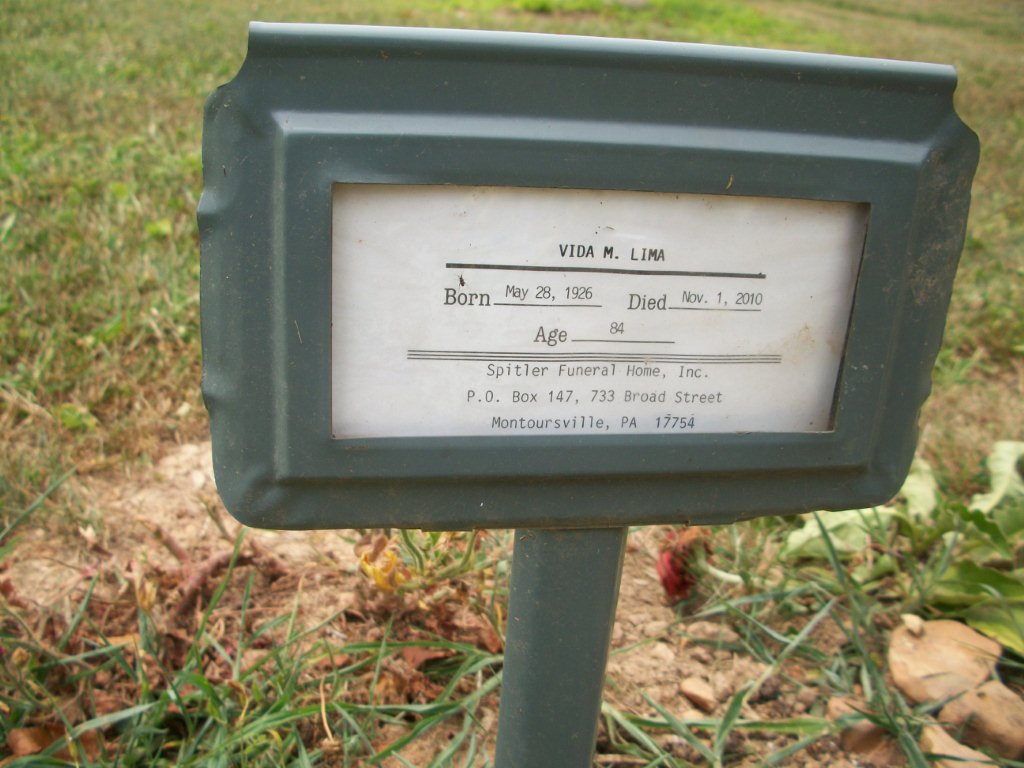 VIDA M. LIMA
Born May 28, 1926 Died Nov. 1, 2010
Age 84
Spitler Funeral Home, Inc.
P.O. Box 147, 733 Broad Street
Montoursville, PA 17754